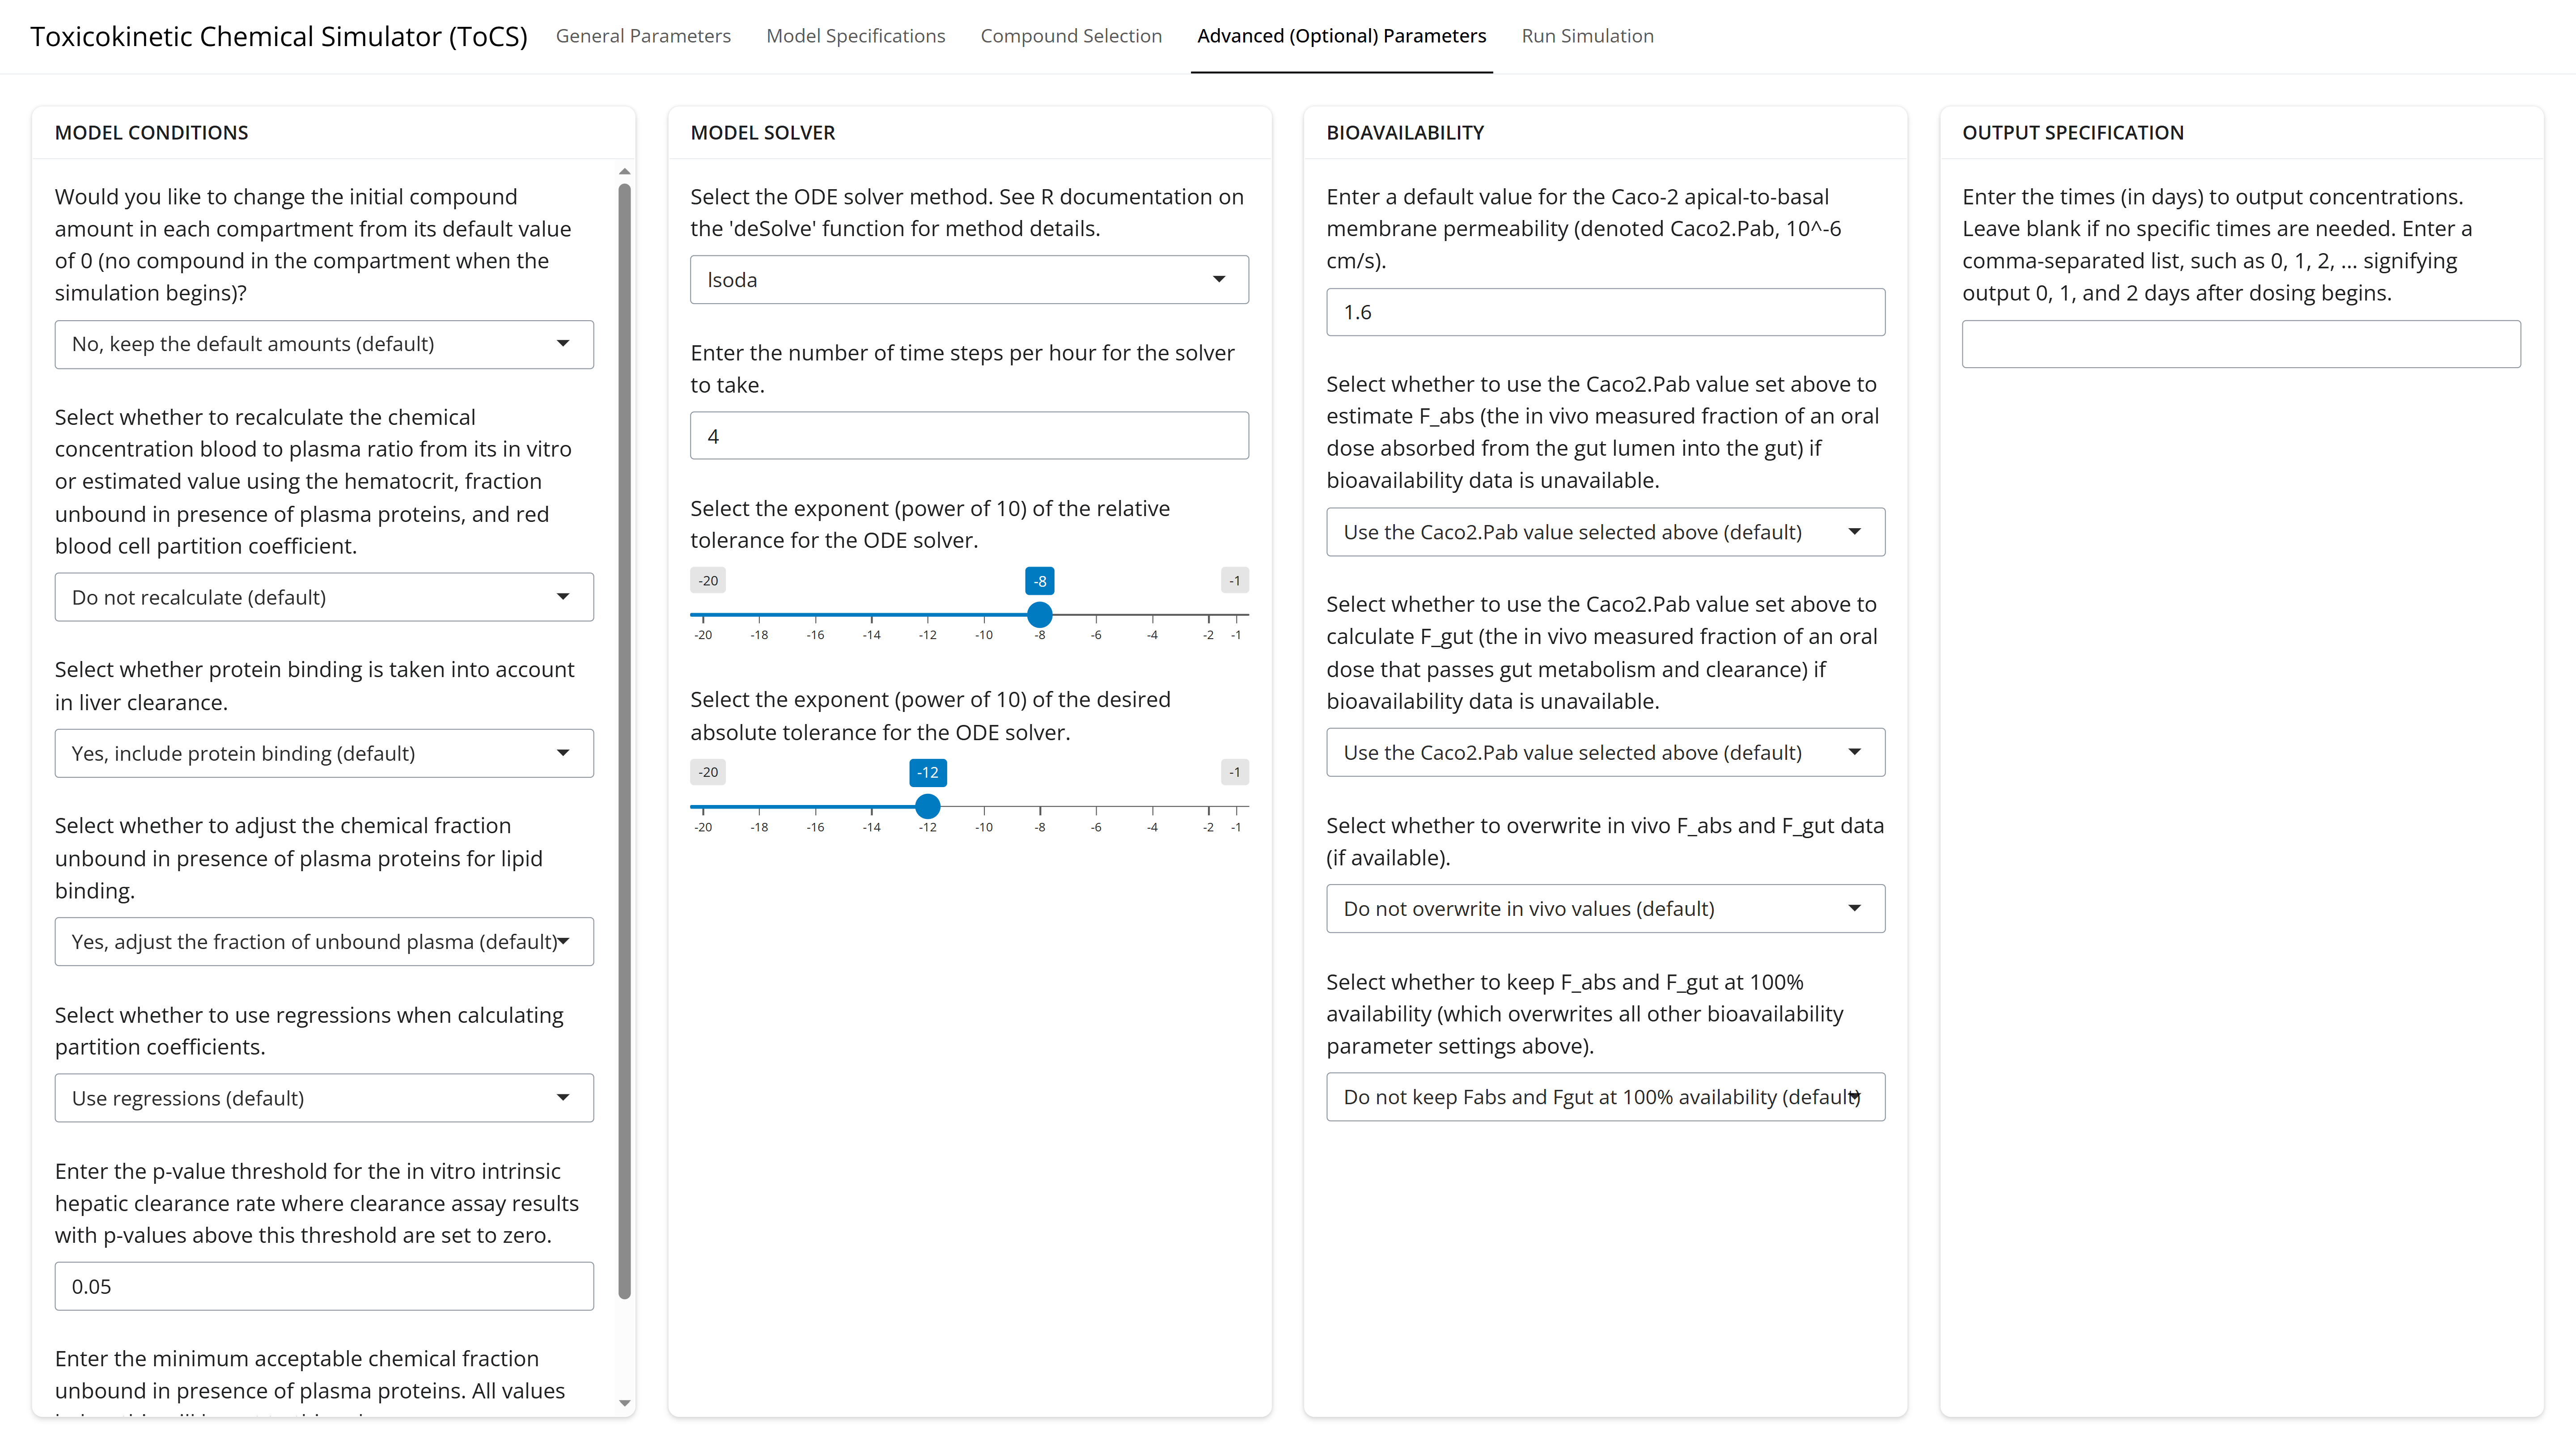 Toxicokinetic Chemical Simulator (ToCS)
General Parameters
Model Specifications
Compound Selection
Advanced (Optional) Parameters
Run Simulation
MODEL CONDITIONS
Would you like to change the initial compound
amount in each compartment from its default value
of 0 (no compound in the compartment when the
simulation begins)?
No, keep the default amounts (default)
Select whether to recalculate the chemical
concentration blood to plasma ratio from its in vitro
or estimated value using the hematocrit, fraction
unbound in presence of plasma proteins, and red
blood cell partition coefficient.
Do not recalculate (default)
Select whether protein binding is taken into account
in liver clearance.
Yes, include protein binding (default)
Select whether to adjust the chemical fraction
unbound in presence of plasma proteins for lipid
binding.
Yes, adjust the fraction of unbound plasma (default)
Select whether to use regressions when calculating
partition coefficients.
Use regressions (default)
Enter the p-value threshold for the in vitro intrinsic
hepatic clearance rate where clearance assay results
with p-values above this threshold are set to zero.
0.05
Enter the minimum acceptable chemical fraction
unbound in presence of plasma proteins. All values
MODEL SOLVER
Select the ODE solver method. See R documentation on
the 'deSolve' function for method details.
lsoda
Enter the number of time steps per hour for the solver
to take.
4
Select the exponent (power of 10) of the relative
tolerance for the ODE solver.
-20 -8 -1
-20 -18 -16 -14 -12 -10 -8 -6 -4 -2 -1
Select the exponent (power of 10) of the desired
absolute tolerance for the ODE solver.
-20 -12 -1
-20 -18 -16 -14 -12 -10 -8 -6 -4 -2 -1
BIOAVAILABILITY
Enter a default value for the Caco-2 apical-to-basal
membrane permeability (denoted Caco2.Pab, 10^-6
cm/s).
1.6
Select whether to use the Caco2.Pab value set above to
estimate F_abs (the in vivo measured fraction of an oral
dose absorbed from the gut lumen into the gut) if
bioavailability data is unavailable.
Use the Caco2.Pab value selected above (default)
Select whether to use the Caco2.Pab value set above to
calculate F_gut (the in vivo measured fraction of an oral
dose that passes gut metabolism and clearance) if
bioavailability data is unavailable.
Use the Caco2.Pab value selected above (default)
Select whether to overwrite in vivo F_abs and F_gut data
(if available).
Do not overwrite in vivo values (default)
Select whether to keep F_abs and F_gut at 100%
availability (which overwrites all other bioavailability
parameter settings above).
Do not keep Fabs and Fgut at 100% availability (default)
OUTPUT SPECIFICATION
Enter the times (in days) to output concentrations.
Leave blank if no specific times are needed. Enter a
comma-separated list, such as 0, 1, 2, ... signifying
output 0, 1, and 2 days after dosing begins.